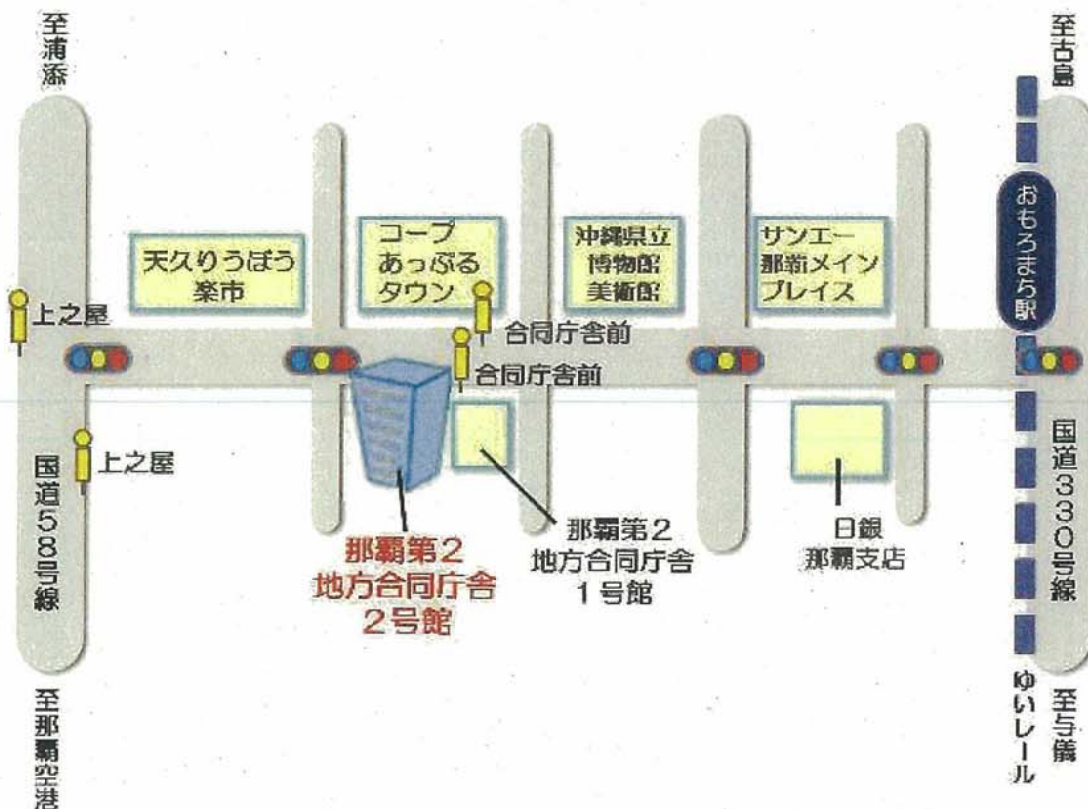 至浦添
至古島
おもろまち駅
天久りうぼう
楽市
コープ
あっぷる
タウン
沖縄県立
博物館
美術館
サンエー
那新メイン
プレイス
上之屋
合同庁舎前
合同庁舎前
上之屋
国道58号線
国道330号線
那覇第2
地方合同庁舎
2号館
那覇第2
地方合同庁舎
1号館
日銀
那覇支店
至那覇空港
ゆいレール
至与儀